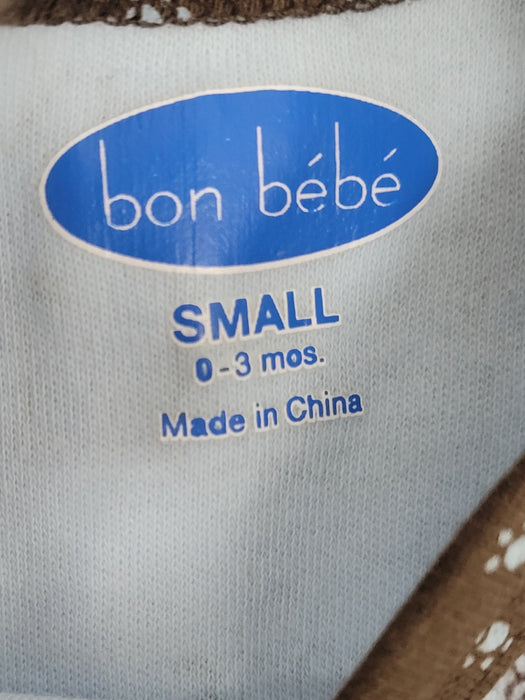 bon bébé
SMALL
0-3 mos.
Made in China